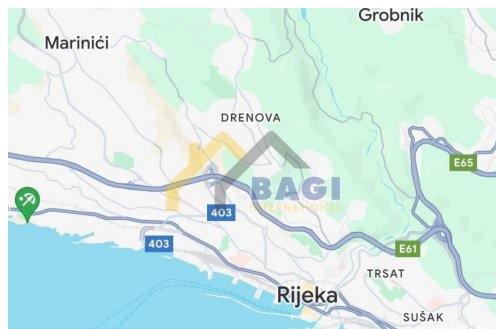 Grobnik
Marinići
DRENOVA
E65
BAGI
INTERNATIONAL
403
403
E61
TRSAT
Rijeka
SUŠAK